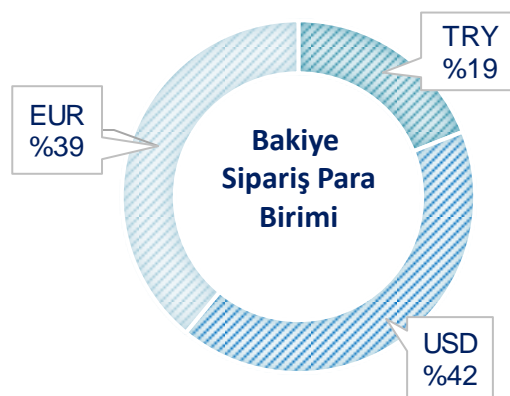 TRY
%19
EUR
%39
Bakiye
Sipariş Para
Birimi
USD
%42